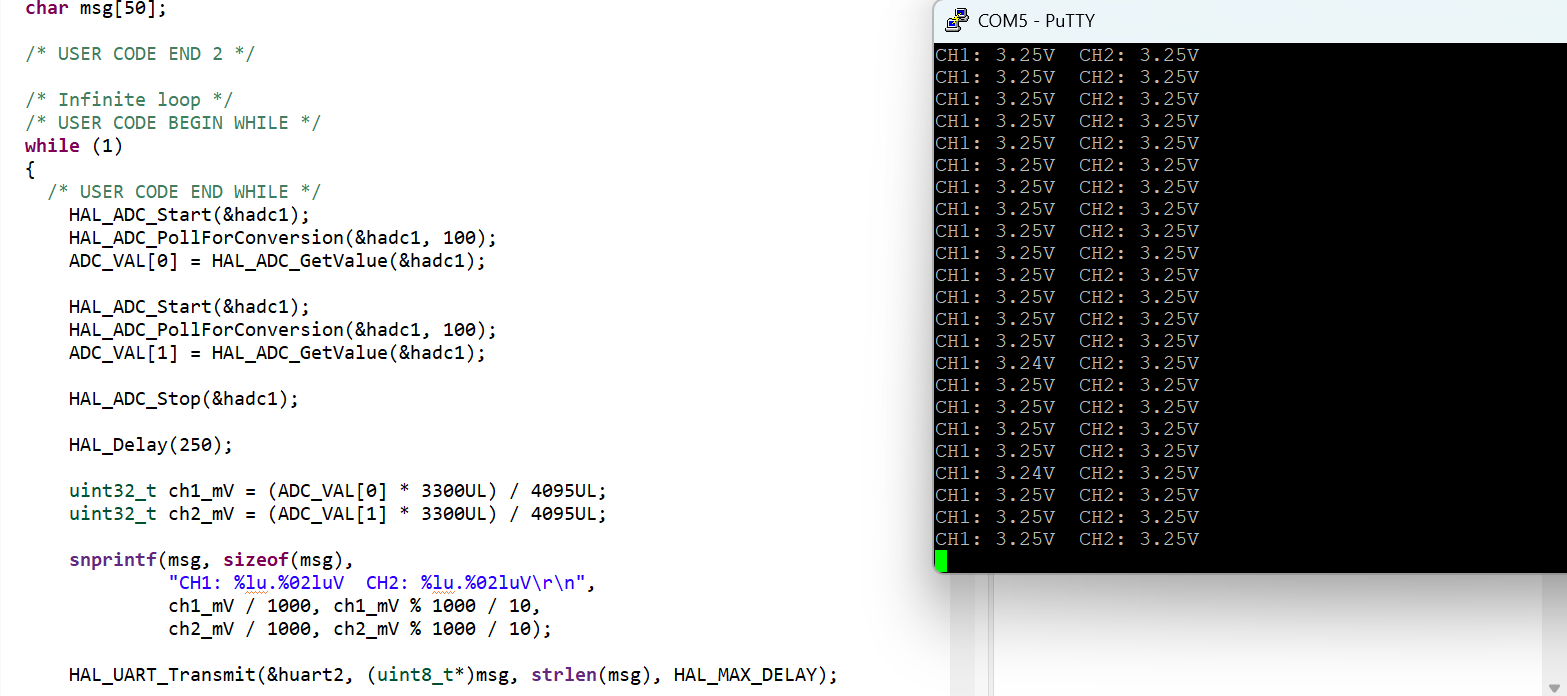 char msg[50];
/* USER CODE END 2 */
/* Infinite loop */
/* USER CODE BEGIN WHILE */
while (1)
{
/* USER CODE END WHILE */
HAL_ADC_Start(&hadc1);
HAL_ADC_PollForConversion(&hadc1, 100);
ADC_VAL[0] = HAL_ADC_GetValue(&hadc1);
HAL_ADC_Start(&hadc1);
HAL_ADC_PollForConversion(&hadc1, 100);
ADC_VAL[1] = HAL_ADC_GetValue(&hadc1);
HAL_ADC_Stop(&hadc1);
HAL_Delay(250);
uint32_t ch1_mV = (ADC_VAL[0] * 3300UL) / 4095UL;
uint32_t ch2_mV = (ADC_VAL[1] * 3300UL) / 4095UL;
snprintf(msg, sizeof(msg),
"CH1: %lu.%02luV  CH2: %lu.%02luV\r\n",
ch1_mV / 1000, ch1_mV % 1000 / 10,
ch2_mV / 1000, ch2_mV % 1000 / 10);
HAL_UART_Transmit(&huart2, (uint8_t*)msg, strlen(msg), HAL_MAX_DELAY);
COM5 - PuTTY
CH1: 3.25V  CH2: 3.25V
CH1: 3.25V  CH2: 3.25V
CH1: 3.25V  CH2: 3.25V
CH1: 3.25V  CH2: 3.25V
CH1: 3.25V  CH2: 3.25V
CH1: 3.25V  CH2: 3.25V
CH1: 3.25V  CH2: 3.25V
CH1: 3.25V  CH2: 3.25V
CH1: 3.25V  CH2: 3.25V
CH1: 3.25V  CH2: 3.25V
CH1: 3.25V  CH2: 3.25V
CH1: 3.25V  CH2: 3.25V
CH1: 3.25V  CH2: 3.25V
CH1: 3.25V  CH2: 3.25V
CH1: 3.24V  CH2: 3.25V
CH1: 3.25V  CH2: 3.25V
CH1: 3.25V  CH2: 3.25V
CH1: 3.25V  CH2: 3.25V
CH1: 3.25V  CH2: 3.25V
CH1: 3.24V  CH2: 3.25V
CH1: 3.25V  CH2: 3.25V
CH1: 3.25V  CH2: 3.25V
CH1: 3.25V  CH2: 3.25V